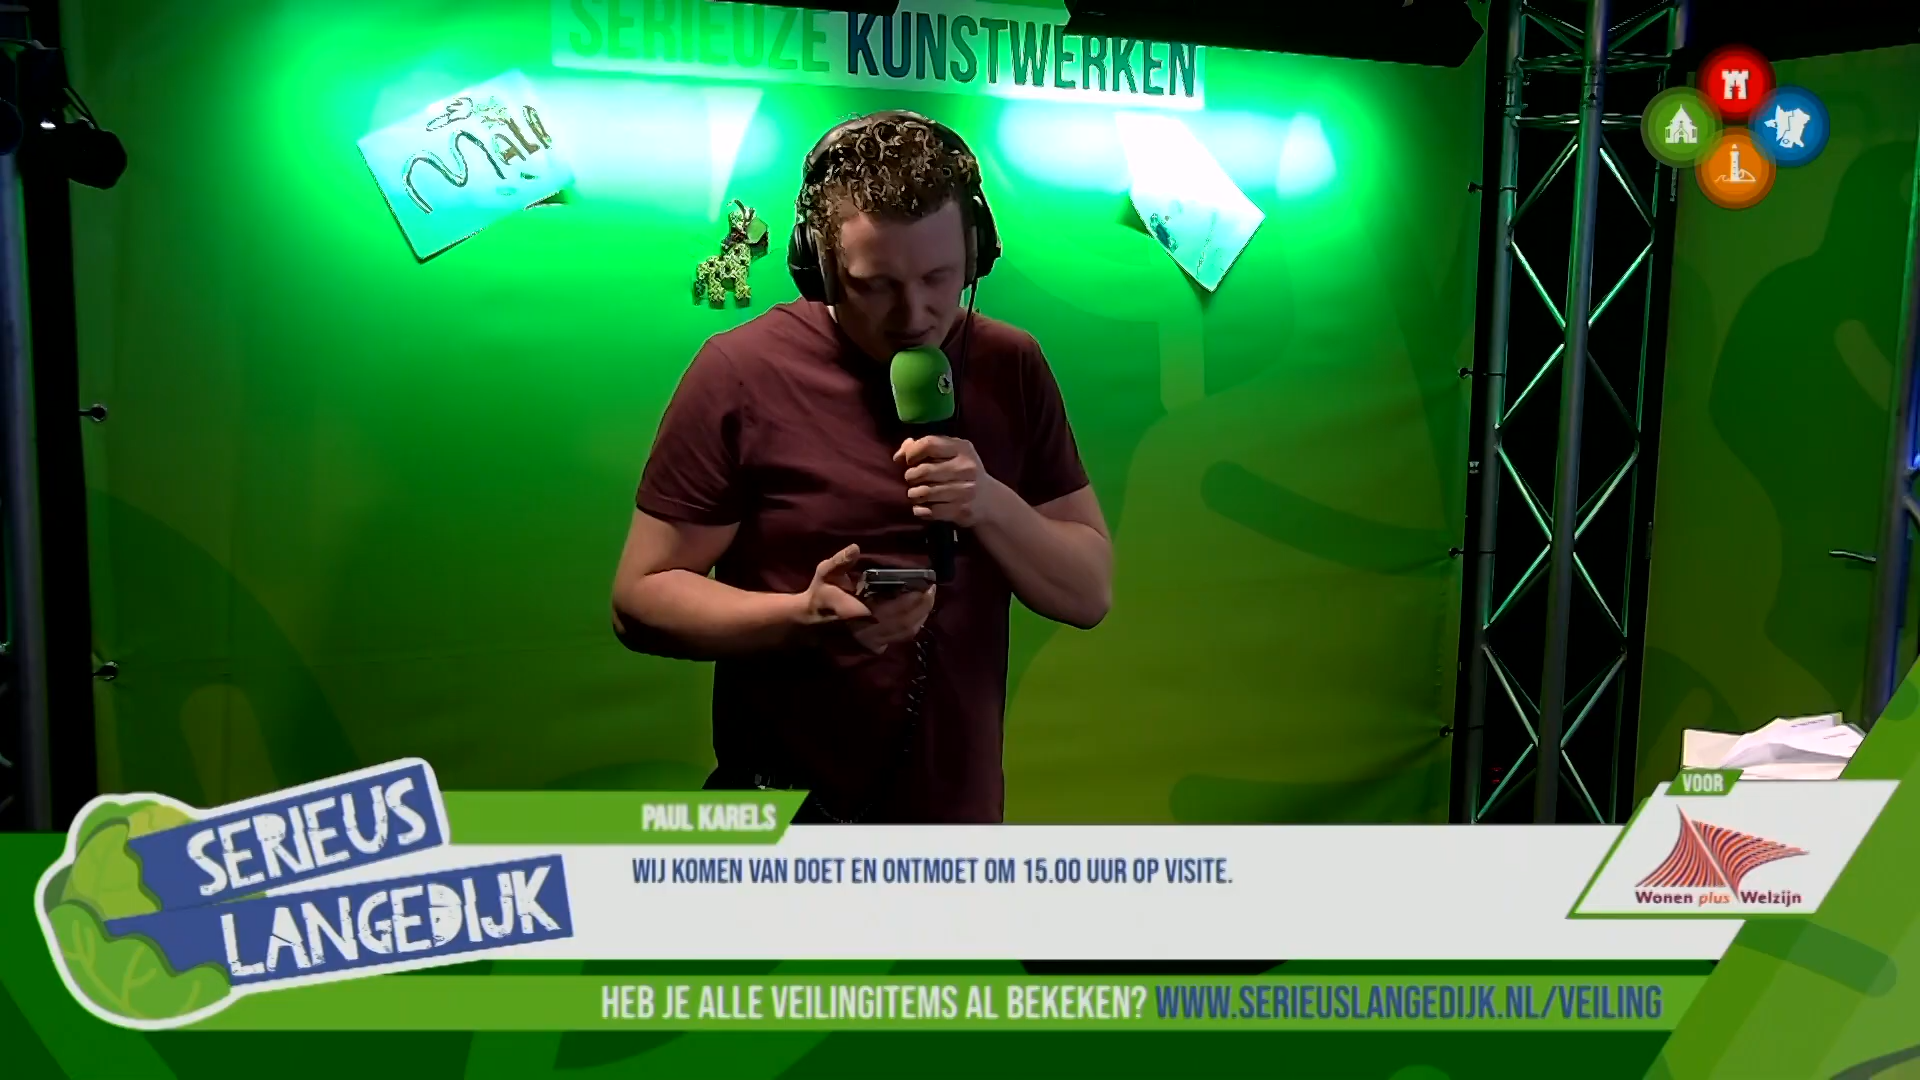 SERIEUZE KUNSTWERKEN
SERIEUS
LANGEDIJK
PAUL KARELS
WIJ KOMEN VAN DOET EN ONTMOET OM 15.00 UUR OP VISITE.
VOOR
Wonen plus Welzijn
HEB JE ALLE VEILINGITEMS AL BEKEKEN? WWW.SERIEUSLANGEDIJK.NL/VEILING